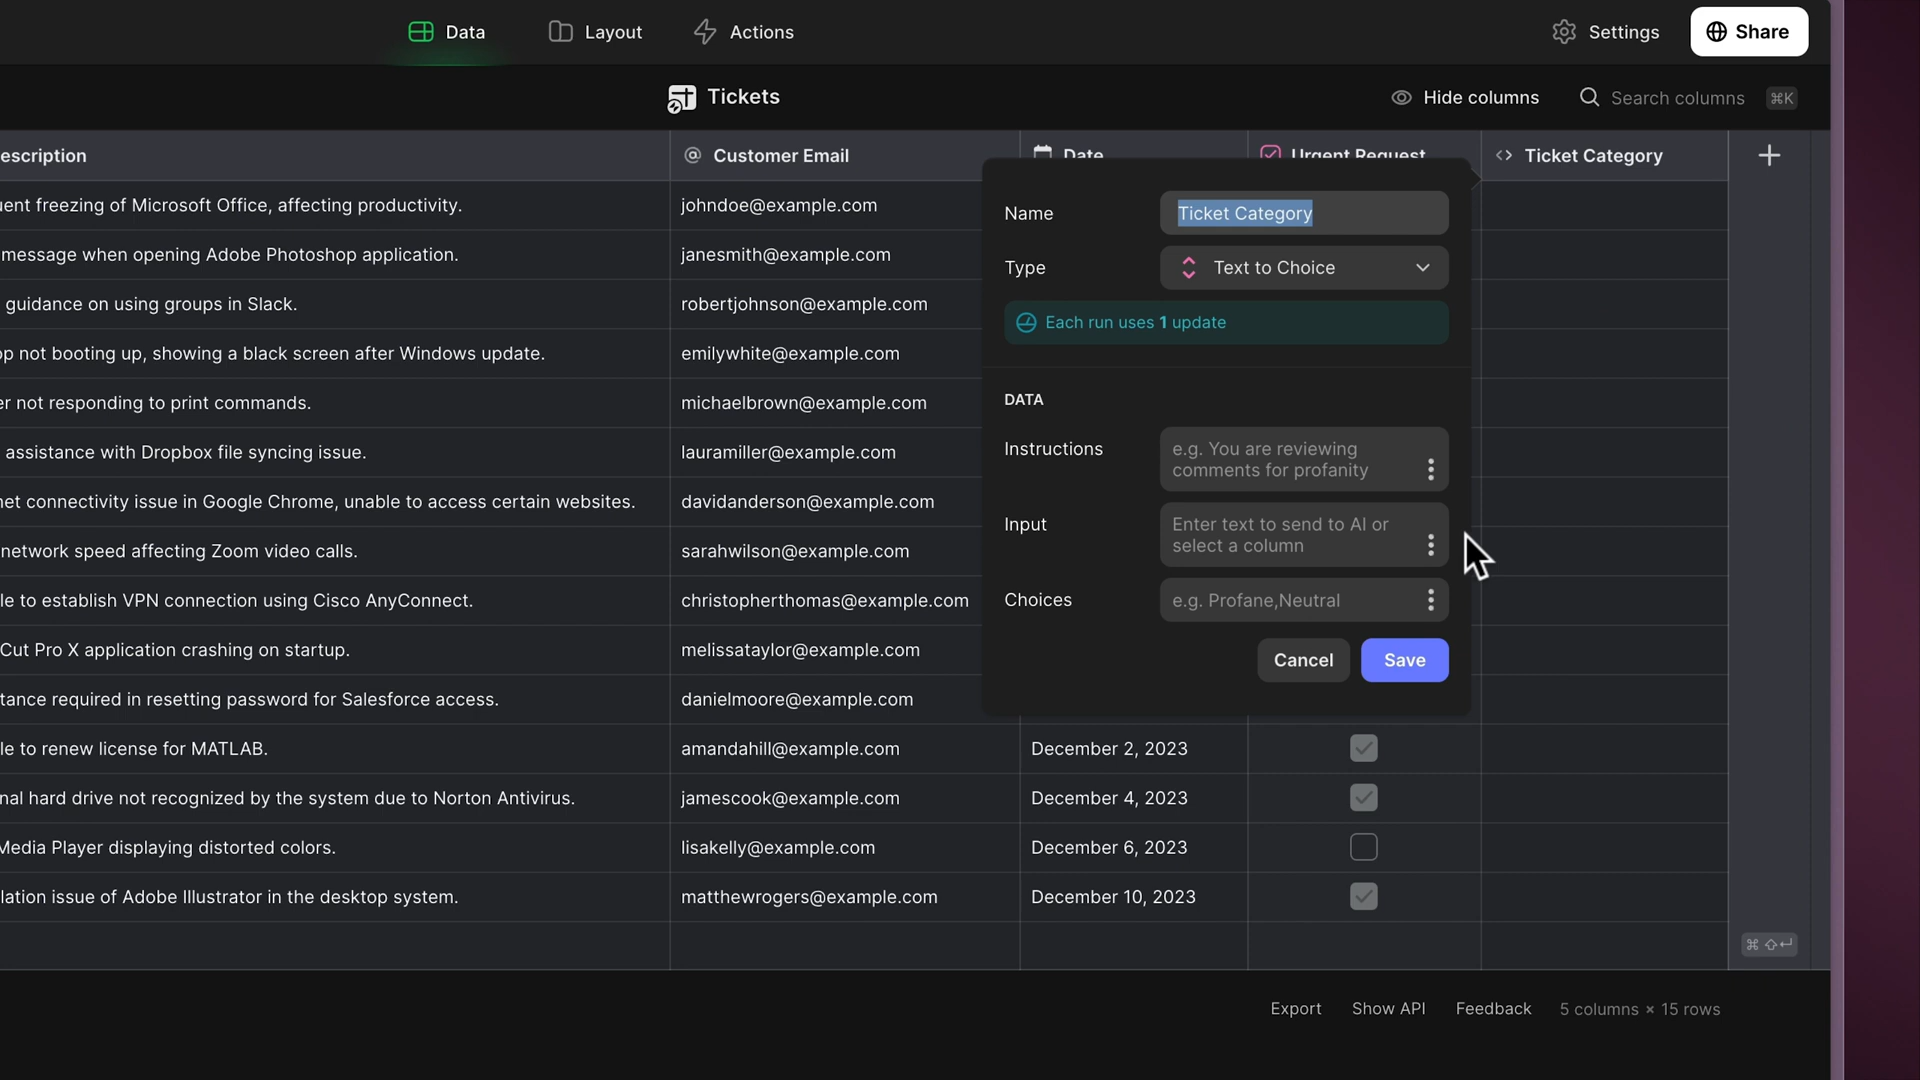 Data Layout Actions Settings Share
Tickets Hide columns Search columns ⌘K
escription Customer Email Date Urgent Request Ticket Category
uent freezing of Microsoft Office, affecting productivity. johndoe@example.com
message when opening Adobe Photoshop application. janesmith@example.com
guidance on using groups in Slack. robertjohnson@example.com
op not booting up, showing a black screen after Windows update. emilywhite@example.com
er not responding to print commands. michaelbrown@example.com
assistance with Dropbox file syncing issue. lauramiller@example.com
net connectivity issue in Google Chrome, unable to access certain websites. davidanderson@example.com
network speed affecting Zoom video calls. sarahwilson@example.com
le to establish VPN connection using Cisco AnyConnect. christopherthomas@example.com
Cut Pro X application crashing on startup. melissataylor@example.com
tance required in resetting password for Salesforce access. danielmoore@example.com
le to renew license for MATLAB. amandahill@example.com December 2, 2023
nal hard drive not recognized by the system due to Norton Antivirus. jamescook@example.com December 4, 2023
Media Player displaying distorted colors. lisakelly@example.com December 6, 2023
lation issue of Adobe Illustrator in the desktop system. matthewrogers@example.com December 10, 2023
Name Ticket Category
Type Text to Choice
Each run uses 1 update
DATA
Instructions e.g. You are reviewing
comments for profanity
Input Enter text to send to AI or
select a column
Choices e.g. Profane,Neutral
Cancel Save
⌘ ⇧ ↵
Export Show API Feedback 5 columns × 15 rows